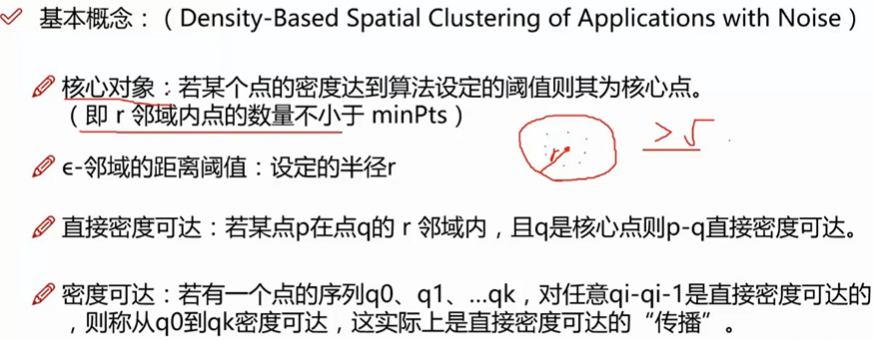 基本概念：（Density-Based Spatial Clustering of Applications with Noise）
核心对象：若某个点的密度达到算法设定的阈值则其为核心点。
（即 r 邻域内点的数量不小于 minPts）
r
>5
ϵ-邻域的距离阈值：设定的半径r
直接密度可达：若某点p在点q的 r 邻域内，且q是核心点则p-q直接密度可达。
密度可达：若有一个点的序列q0、q1、…qk，对任意qi-qi-1是直接密度可达的
，则称从q0到qk密度可达，这实际上是直接密度可达的“传播”。